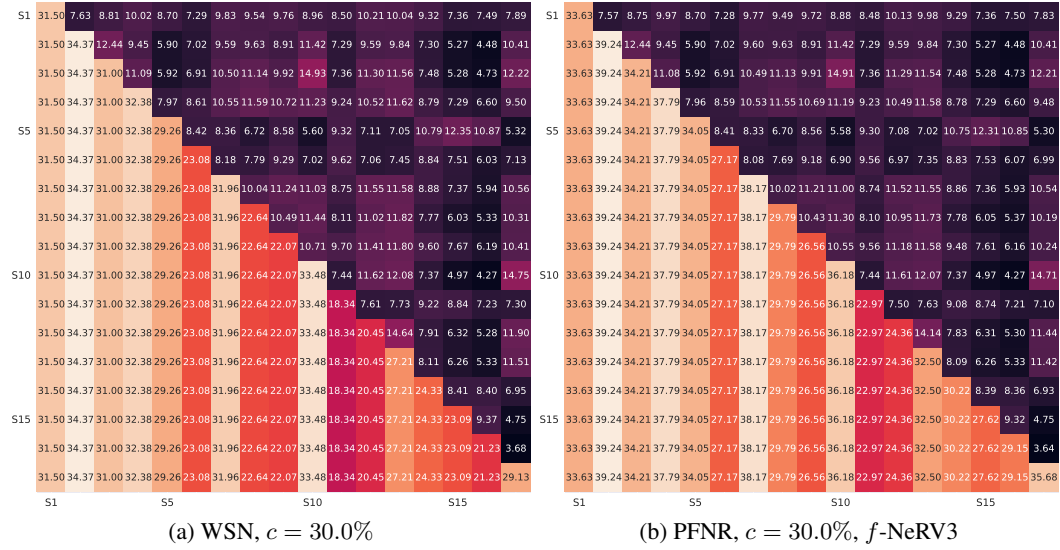 S1 31.50 7.63 8.81 10.02 8.70 7.29 9.83 9.54 9.75 8.96 8.50 10.21 10.04 9.32 7.36 7.49 7.89
31.50 34.37 12.44 9.45 5.90 7.02 9.59 9.63 8.91 11.42 7.29 9.59 9.84 7.30 5.27 4.48 10.41
31.50 34.37 31.00 11.09 5.92 6.91 10.50 11.14 9.92 14.93 7.36 11.30 11.56 7.48 5.28 4.73 12.22
31.50 34.37 31.00 32.38 7.97 8.61 10.55 11.59 10.72 11.23 9.24 10.52 11.62 8.79 7.29 6.60 9.50
S5 31.50 34.37 31.00 32.38 29.26 8.42 8.36 6.72 8.58 5.60 9.32 7.11 7.05 10.79 12.35 10.87 5.32
31.50 34.37 31.00 32.38 29.26 23.08 8.18 7.79 9.29 7.02 9.62 7.06 7.45 8.84 7.51 6.03 7.13
31.50 34.37 31.00 32.38 29.26 23.08 31.96 10.04 11.24 11.03 8.75 11.55 11.58 8.88 7.37 5.94 10.56
31.50 34.37 31.00 32.38 29.26 23.08 31.96 22.64 10.49 11.44 8.11 11.02 11.82 7.77 6.03 5.33 10.31
31.50 34.37 31.00 32.38 29.26 23.08 31.96 22.64 22.07 10.71 9.70 11.41 11.80 9.60 7.67 6.19 10.41
S10 31.50 34.37 31.00 32.38 29.26 23.08 31.96 22.64 22.07 33.48 7.44 11.62 12.08 7.37 4.97 4.27 14.75
31.50 34.37 31.00 32.38 29.26 23.08 31.96 22.64 22.07 33.48 18.34 7.61 7.73 9.22 8.84 7.23 7.30
31.50 34.37 31.00 32.38 29.26 23.08 31.96 22.64 22.07 33.48 18.34 20.45 14.64 7.91 6.32 5.28 11.90
31.50 34.37 31.00 32.38 29.26 23.08 31.96 22.64 22.07 33.48 18.34 20.45 27.21 8.11 6.26 5.33 11.51
31.50 34.37 31.00 32.38 29.26 23.08 31.96 22.64 22.07 33.48 18.34 20.45 27.21 24.33 8.41 8.40 6.95
S15 31.50 34.37 31.00 32.38 29.26 23.08 31.96 22.64 22.07 33.48 18.34 20.45 27.21 24.33 23.09 9.37 4.75
31.50 34.37 31.00 32.38 29.26 23.08 31.96 22.64 22.07 33.48 18.34 20.45 27.21 24.33 23.09 21.23 3.68
31.50 34.37 31.00 32.38 29.26 23.08 31.96 22.64 22.07 33.48 18.34 20.45 27.21 24.33 23.09 21.23 29.13
S1 S5 S10 S15
(a) WSN, c = 30.0%
S1 33.63 7.57 8.75 9.97 8.70 7.28 9.77 9.49 9.72 8.88 8.48 10.13 9.98 9.29 7.36 7.50 7.83
33.63 39.24 12.44 9.45 5.91 7.02 9.60 9.63 8.91 11.42 7.29 9.58 9.84 7.30 5.27 4.48 10.41
33.63 39.24 34.21 11.08 5.92 6.91 10.49 11.13 9.91 14.91 7.36 11.29 11.54 7.48 5.28 4.73 12.21
33.63 39.24 34.21 37.79 7.96 8.59 10.53 11.55 10.69 11.19 9.23 10.49 11.58 8.78 7.29 6.60 9.48
S5 33.63 39.24 34.21 37.79 34.05 8.41 8.33 6.70 8.56 5.58 9.30 7.08 7.02 10.75 12.31 10.85 5.30
33.63 39.24 34.21 37.79 34.05 27.17 8.08 7.69 9.18 6.90 9.56 6.97 7.35 8.83 7.53 6.07 6.99
33.63 39.24 34.21 37.79 34.05 27.17 38.17 10.02 11.21 11.00 8.74 11.52 11.55 8.86 7.36 5.93 10.54
33.63 39.24 34.21 37.79 34.05 27.17 38.17 29.79 10.43 11.30 8.10 10.95 11.73 7.78 6.05 5.37 10.19
33.63 39.24 34.21 37.79 34.05 27.17 38.17 29.79 26.56 10.55 9.56 11.18 11.58 9.48 7.61 6.16 10.24
S10 33.63 39.24 34.21 37.79 34.05 27.17 38.17 29.79 26.56 36.18 7.44 11.61 12.07 7.37 4.97 4.27 14.71
33.63 39.24 34.21 37.79 34.05 27.17 38.17 29.79 26.56 36.18 22.97 7.50 7.63 9.08 8.74 7.21 7.10
33.63 39.24 34.21 37.79 34.05 27.17 38.17 29.79 26.56 36.18 22.97 24.36 14.14 7.83 6.31 5.30 11.44
33.63 39.24 34.21 37.79 34.05 27.17 38.17 29.79 26.56 36.18 22.97 24.36 32.50 8.09 6.26 5.33 11.42
33.63 39.24 34.21 37.79 34.05 27.17 38.17 29.79 26.56 36.18 22.97 24.36 32.50 30.22 8.39 8.36 6.93
S15 33.63 39.24 34.21 37.79 34.05 27.17 38.17 29.79 26.56 36.18 22.97 24.36 32.50 30.22 27.62 9.32 4.75
33.63 39.24 34.21 37.79 34.05 27.17 38.17 29.79 26.56 36.18 22.97 24.36 32.50 30.22 27.62 29.15 3.64
33.63 39.24 34.21 37.79 34.05 27.17 38.17 29.79 26.56 36.18 22.97 24.36 32.50 30.22 27.62 29.15 35.68
S1 S5 S10 S15
(b) PFNR, c = 30.0%, f-NeRV3